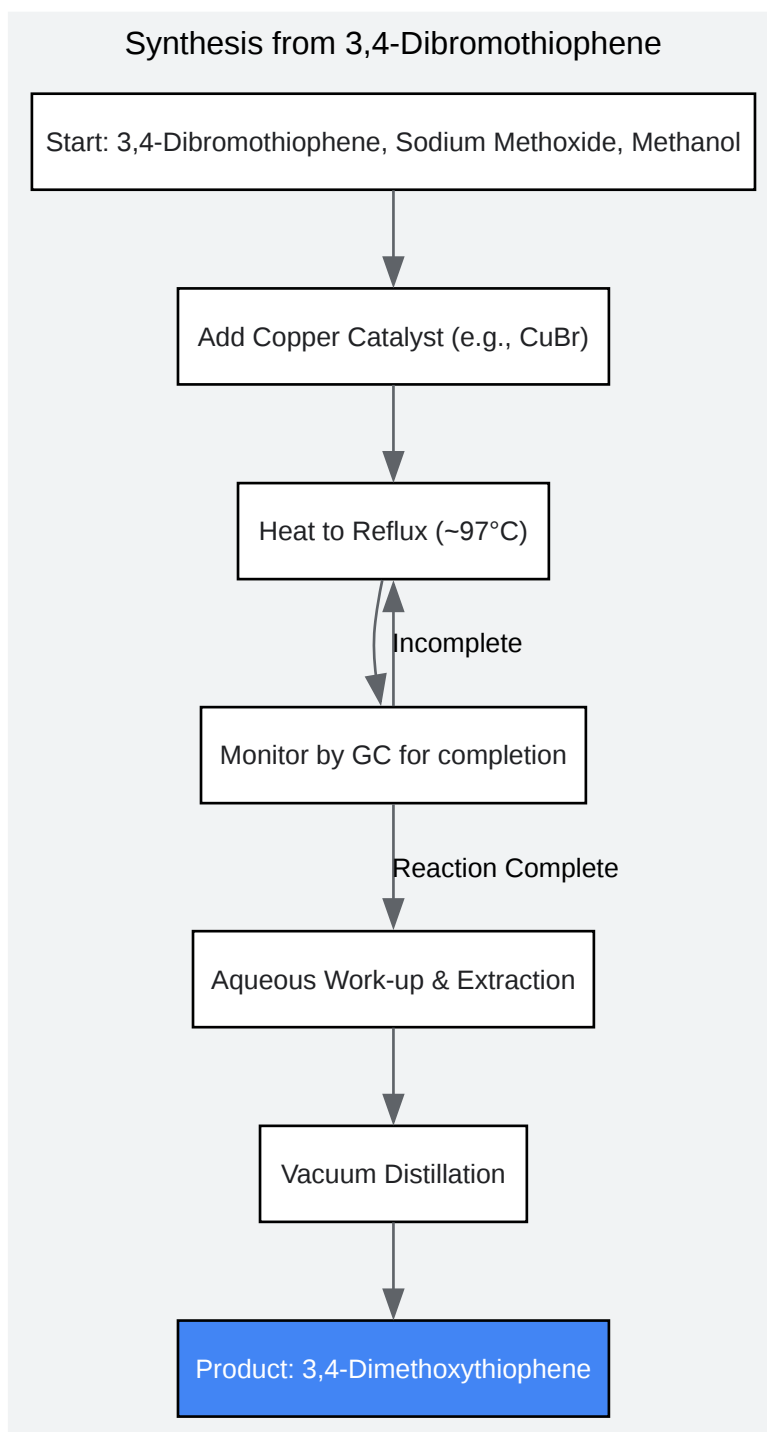 Synthesis from 3,4-Dibromothiophene
Start: 3,4-Dibromothiophene, Sodium Methoxide, Methanol
Add Copper Catalyst (e.g., CuBr)
Heat to Reflux (~97°C)
Incomplete
Monitor by GC for completion
Reaction Complete
Aqueous Work-up & Extraction
Vacuum Distillation
Product: 3,4-Dimethoxythiophene